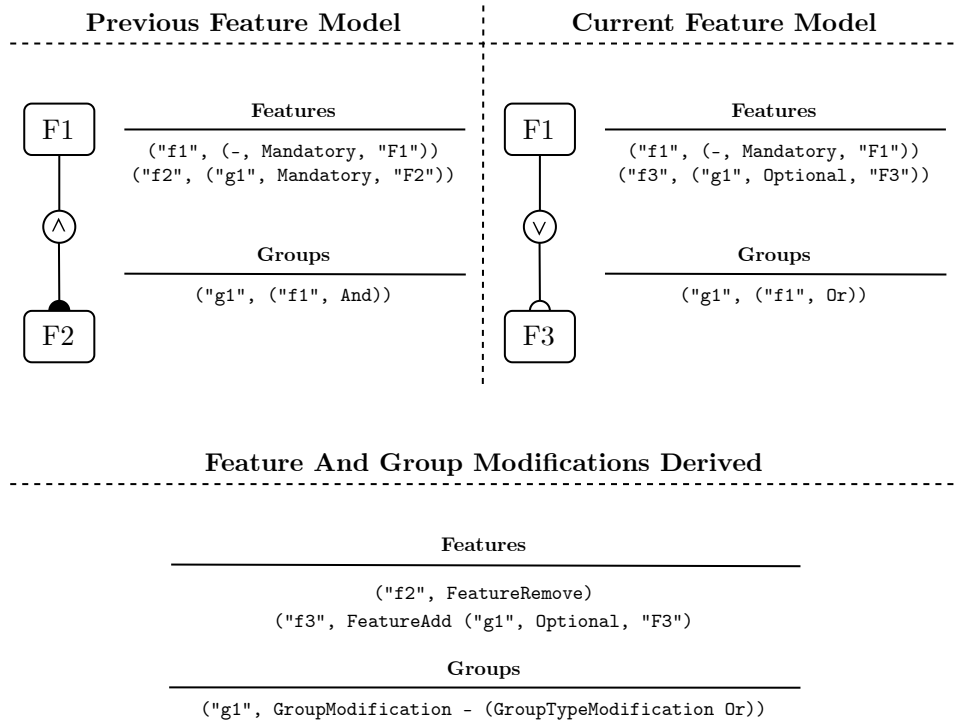 Previous Feature Model
F1
∧
F2
Features
("f1", (-, Mandatory, "F1"))
("f2", ("g1", Mandatory, "F2"))
Groups
("g1", ("f1", And))
Current Feature Model
F1
∨
F3
Features
("f1", (-, Mandatory, "F1"))
("f3", ("g1", Optional, "F3"))
Groups
("g1", ("f1", Or))
Feature And Group Modifications Derived
Features
("f2", FeatureRemove)
("f3", FeatureAdd ("g1", Optional, "F3")
Groups
("g1", GroupModification - (GroupTypeModification Or))